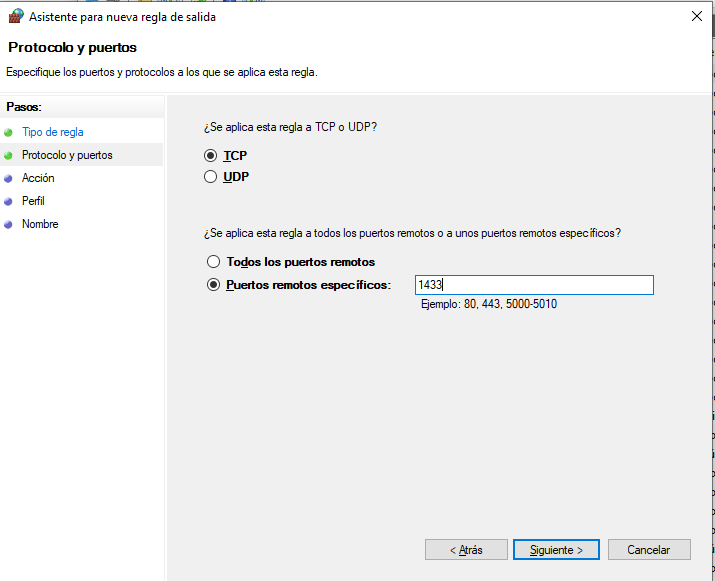 Asistente para nueva regla de salida
Protocolo y puertos
Especifique los puertos y protocolos a los que se aplica esta regla.
Pasos:
Tipo de regla
Protocolo y puertos
Acción
Perfil
Nombre
¿Se aplica esta regla a TCP o UDP?
TCP
UDP
¿Se aplica esta regla a todos los puertos remotos o a unos puertos remotos específicos?
Todos los puertos remotos
Puertos remotos específicos: 1433
Ejemplo: 80, 443, 5000-5010
< Atrás Siguiente > Cancelar